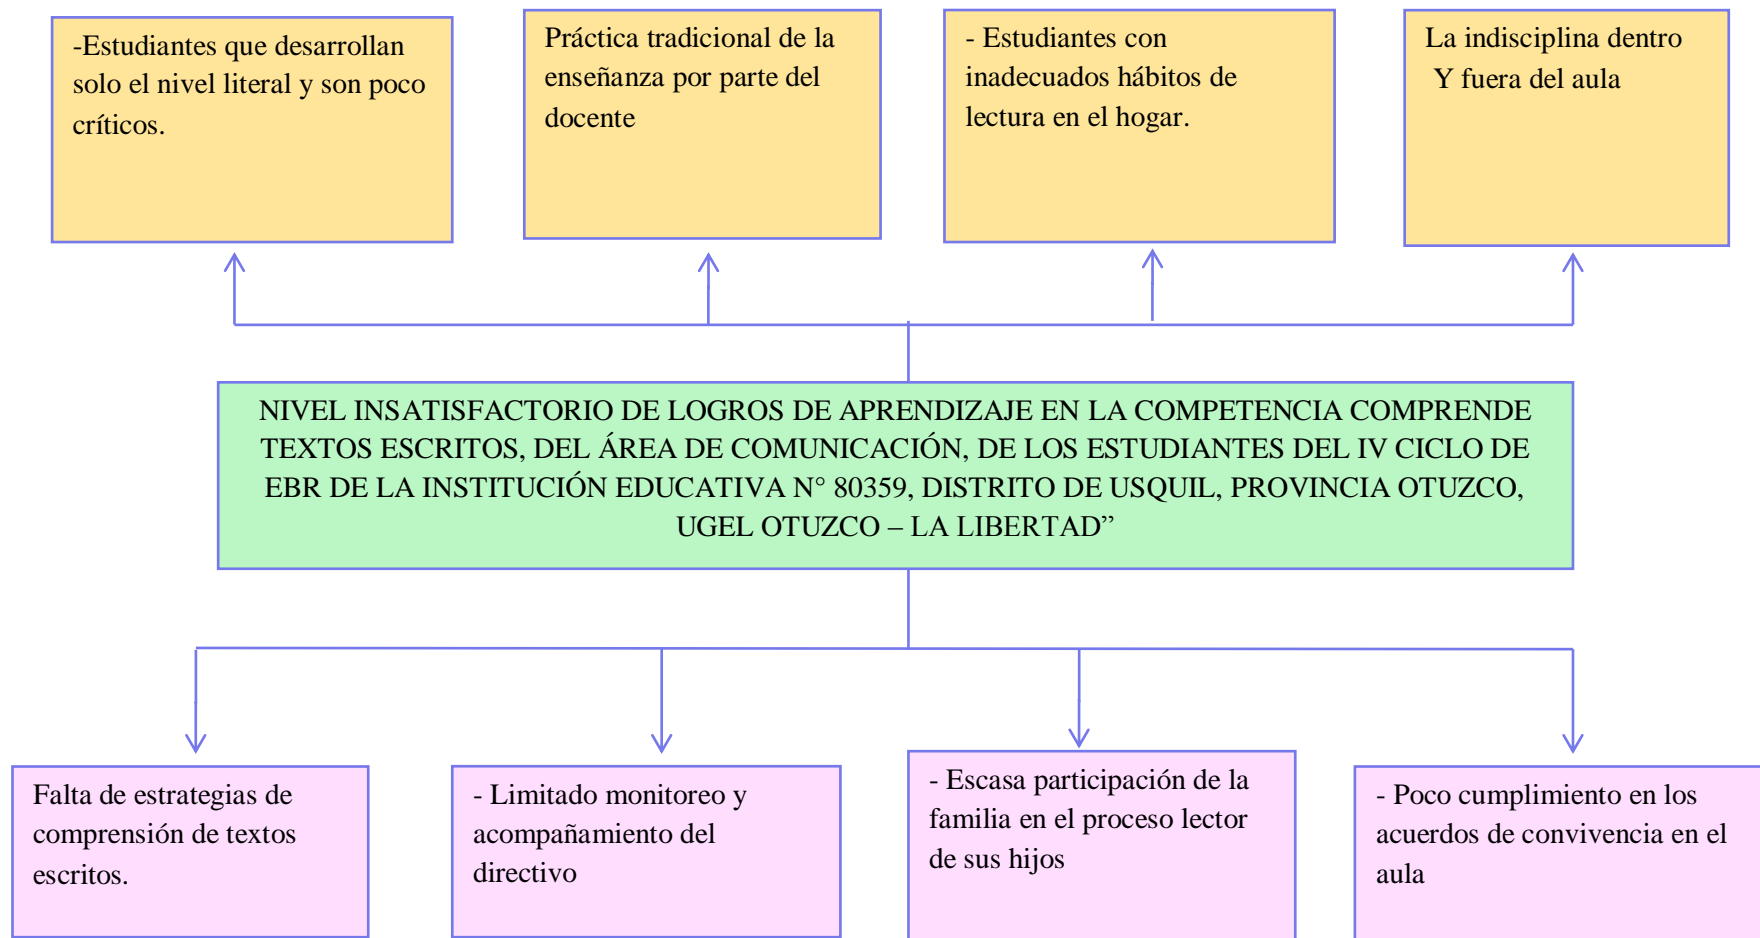 -Estudiantes que desarrollan
solo el nivel literal y son poco
críticos.
Práctica tradicional de la
enseñanza por parte del
docente
- Estudiantes con
inadecuados hábitos de
lectura en el hogar.
La indisciplina dentro
Y fuera del aula
NIVEL INSATISFACTORIO DE LOGROS DE APRENDIZAJE EN LA COMPETENCIA COMPRENDE
TEXTOS ESCRITOS, DEL ÁREA DE COMUNICACIÓN, DE LOS ESTUDIANTES DEL IV CICLO DE
EBR DE LA INSTITUCIÓN EDUCATIVA N° 80359, DISTRITO DE USQUIL, PROVINCIA OTUZCO,
UGEL OTUZCO – LA LIBERTAD”
Falta de estrategias de
comprensión de textos
escritos.
- Limitado monitoreo y
acompañamiento del
directivo
- Escasa participación de la
familia en el proceso lector
de sus hijos
- Poco cumplimiento en los
acuerdos de convivencia en el
aula